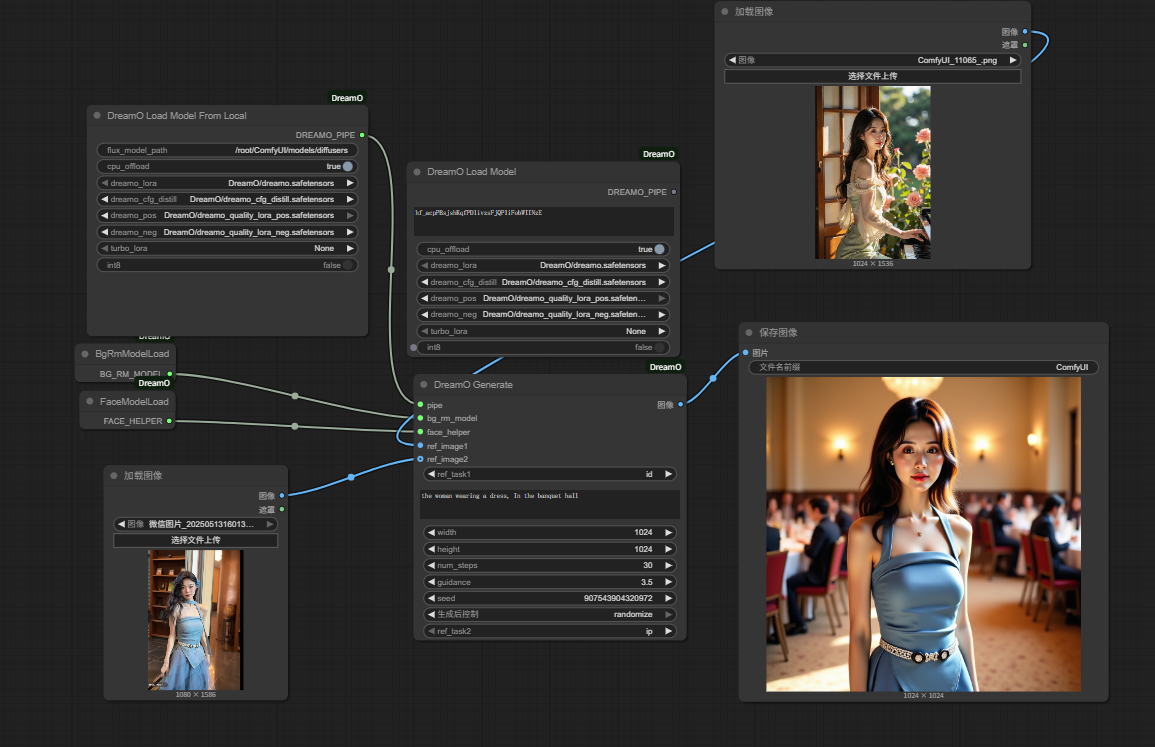 DreamO
DreamO Load Model From Local
DREAMO_PIPE
flux_model_path /root/ComfyUI/models/diffusers
cpu_offload true
dreamo_lora DreamO/dreamo.safetensors
dreamo_cfg_distill DreamO/dreamo_cfg_distill.safetensors
dreamo_pos DreamO/dreamo_quality_lora_pos.safetensors
dreamo_neg DreamO/dreamo_quality_lora_neg.safetensors
turbo_lora None
int8 false
DreamO
BgRmModelLoad
BG_RM_MODEL
DreamO
FaceModelLoad
FACE_HELPER
加载图像
图像
遮罩
图像 微信图片_2025051316013...
选择文件上传
1080 × 1586
DreamO
DreamO Load Model
DREAMO_PIPE
cpu_offload true
dreamo_lora DreamO/dreamo.safetensors
dreamo_cfg_distill DreamO/dreamo_cfg_distill.safetensors
dreamo_pos DreamO/dreamo_quality_lora_pos.safeten...
dreamo_neg DreamO/dreamo_quality_lora_neg.safeten...
turbo_lora None
int8 false
DreamO
DreamO Generate
pipe 图像
bg_rm_model
face_helper
ref_image1
ref_image2
ref_task1 id
the woman wearing a dress, In the banquet hall
width 1024
height 1024
num_steps 30
guidance 3.5
seed 907543904320972
生成后控制 randomize
ref_task2 ip
加载图像
图像
遮罩
图像 ComfyUI_11065_.png
选择文件上传
1024 × 1536
保存图像
图片
文件名前缀 ComfyUI
1024 × 1024